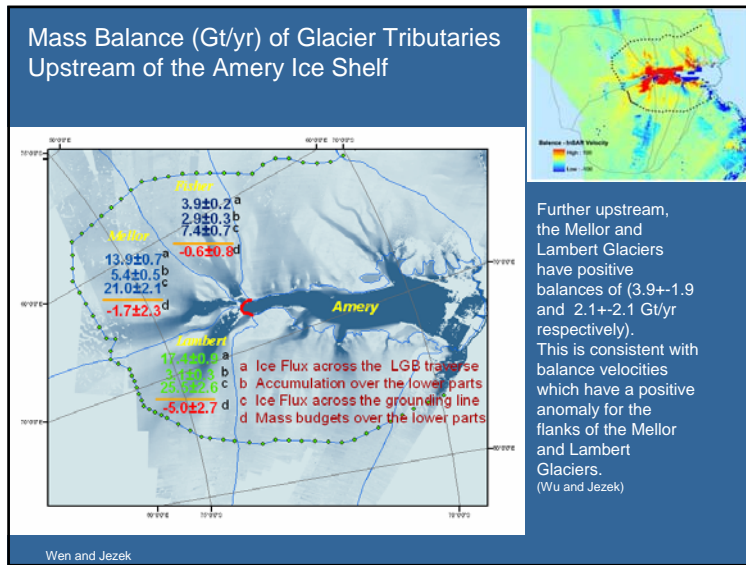 Mass Balance (Gt/yr) of Glacier Tributaries
Upstream of the Amery Ice Shelf
Balance - InSAR Velocity
High : 100
Low : -100
Fisher
3.9±0.2 a
2.9±0.3 b
7.4±0.7 c
-0.6±0.8 d
Mellor
13.9±0.7 a
5.4±0.5 b
21.0±2.1 c
-1.7±2.3 d
Amery
Lambert
17.4±0.9 a
b
c
-5.0±2.7 d
a Ice Flux across the LGB traverse
b Accumulation over the lower parts
c Ice Flux across the grounding line
d Mass budgets over the lower parts
Further upstream,
the Mellor and
Lambert Glaciers
have positive
balances of (3.9+-1.9
and 2.1+-2.1 Gt/yr
respectively).
This is consistent with
balance velocities
which have a positive
anomaly for the
flanks of the Mellor
and Lambert
Glaciers.
(Wu and Jezek)
Wen and Jezek